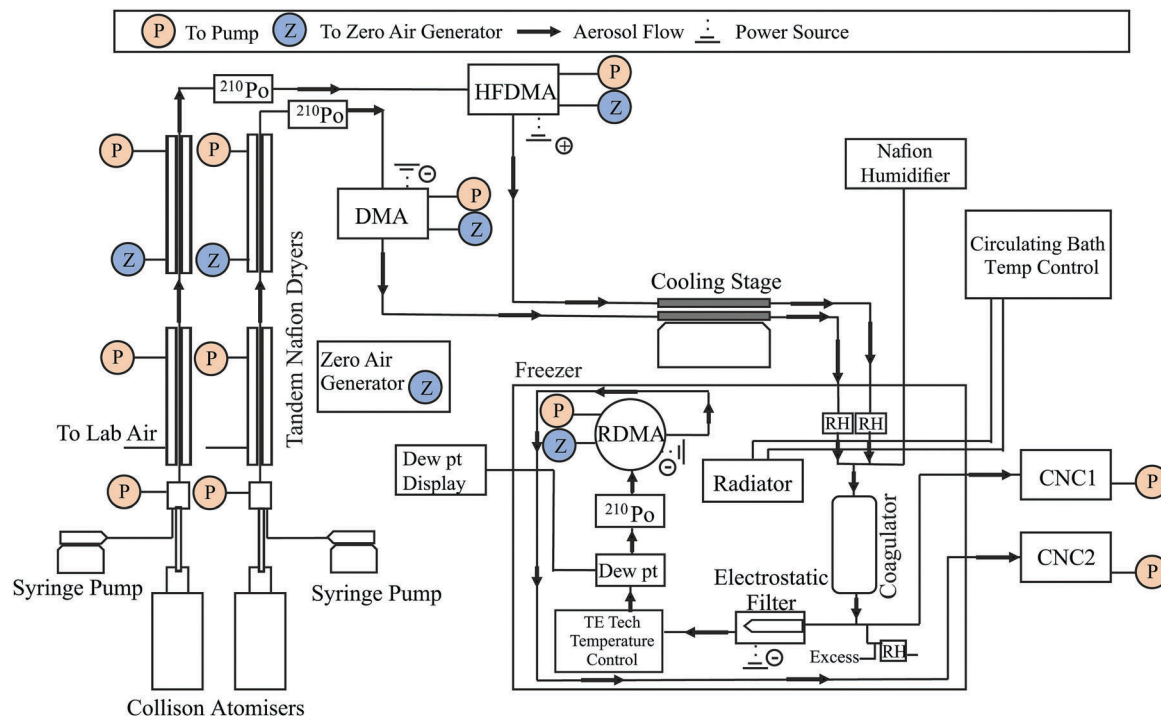 P To Pump Z To Zero Air Generator Aerosol Flow Power Source
210Po
210Po
HFDMA
P
Z
+
P
P
Z
Z
-
DMA
P
Z
Nafion
Humidifier
Circulating Bath
Temp Control
Tandem Nafion Dryers
Cooling Stage
P
P
Zero Air
Generator Z
To Lab Air
Freezer
P
Z
RDMA
-
RH RH
Dew pt
Display
Radiator
CNC1
P
P
P
210Po
Coagulator
CNC2
P
Syringe Pump
Syringe Pump
Dew pt
Electrostatic
Filter
TE Tech
Temperature
Control
-
Excess
RH
Collison Atomisers